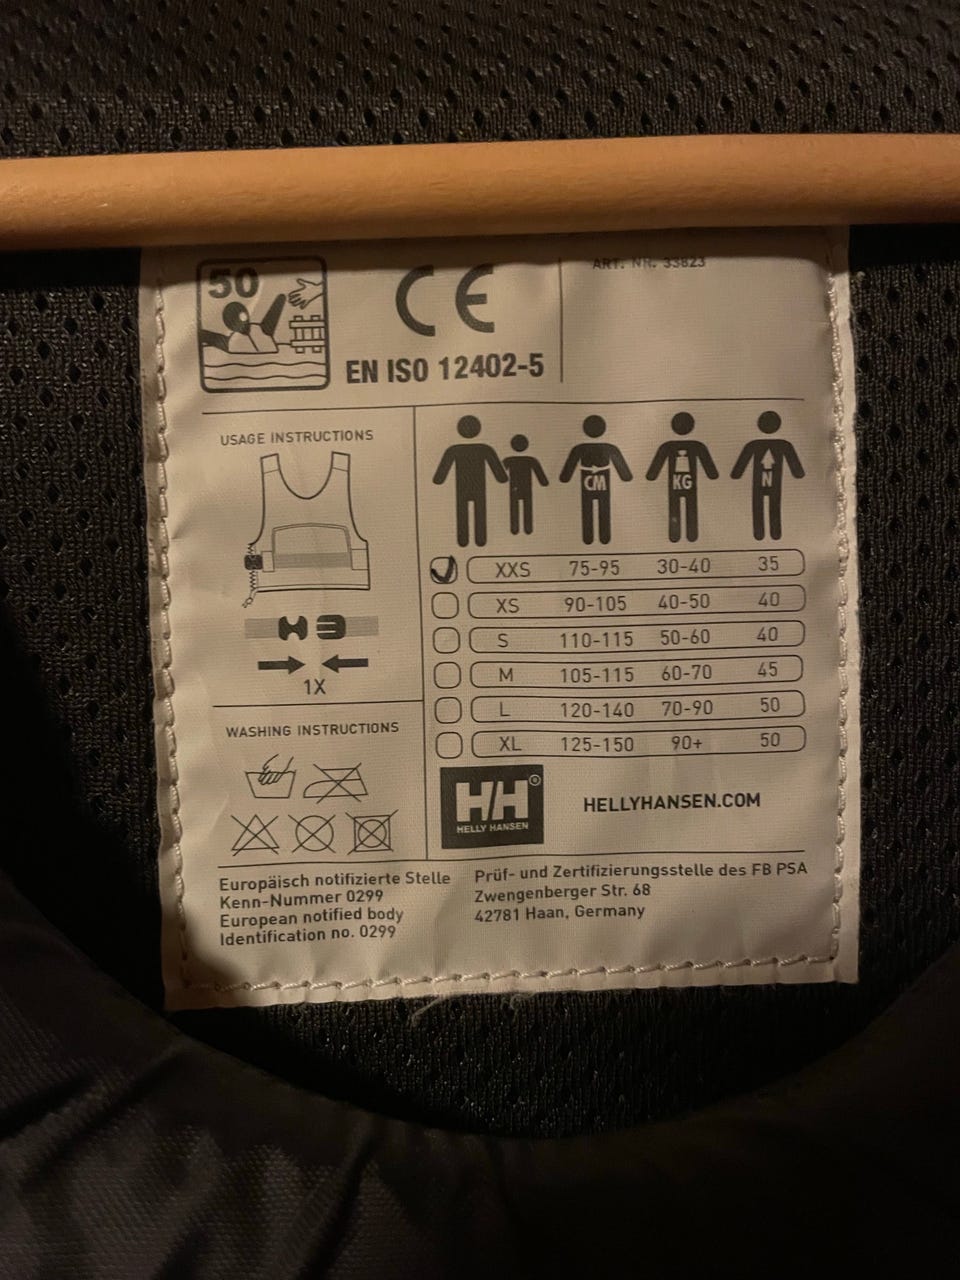 50
CE
ART. NR. 33823
EN ISO 12402-5
USAGE INSTRUCTIONS
1X
WASHING INSTRUCTIONS
CM KG N
XXS 75-95 30-40 35
XS 90-105 40-50 40
S 110-115 50-60 40
M 105-115 60-70 45
L 120-140 70-90 50
XL 125-150 90+ 50
HH®
HELLY HANSEN
HELLYHANSEN.COM
Europäisch notifizierte Stelle
Kenn-Nummer 0299
European notified body
Identification no. 0299
Prüf- und Zertifizierungsstelle des FB PSA
Zwengenberger Str. 68
42781 Haan, Germany